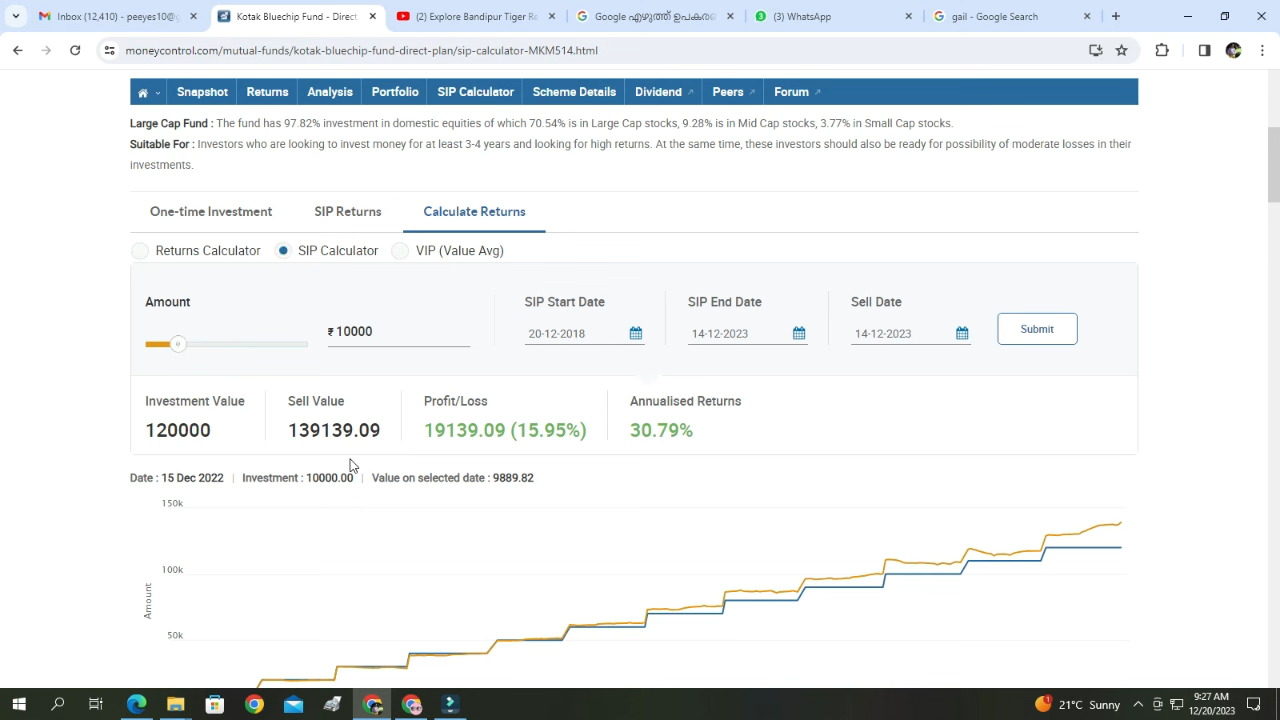 Inbox (12,410) - peeyes10@g
Kotak Bluechip Fund - Direct
(2) Explore Bandipur Tiger Re
Google എഴുത്ത് ഉപകരണ
(3) WhatsApp
gail - Google Search
moneycontrol.com/mutual-funds/kotak-bluechip-fund-direct-plan/sip-calculator-MKM514.html
Snapshot Returns Analysis Portfolio SIP Calculator Scheme Details Dividend Peers Forum
Large Cap Fund : The fund has 97.82% investment in domestic equities of which 70.54% is in Large Cap stocks, 9.28% is in Mid Cap stocks, 3.77% in Small Cap stocks.
Suitable For : Investors who are looking to invest money for at least 3-4 years and looking for high returns. At the same time, these investors should also be ready for possibility of moderate losses in their
investments.
One-time Investment SIP Returns Calculate Returns
Returns Calculator SIP Calculator VIP (Value Avg)
Amount SIP Start Date SIP End Date Sell Date
₹ 10000 20-12-2018 14-12-2023 14-12-2023 Submit
Investment Value Sell Value Profit/Loss Annualised Returns
120000 139139.09 19139.09 (15.95%) 30.79%
Date : 15 Dec 2022 | Investment : 10000.00 | Value on selected date : 9889.82
150k
100k
Amount
50k
21°C Sunny
9:27 AM
12/20/2023